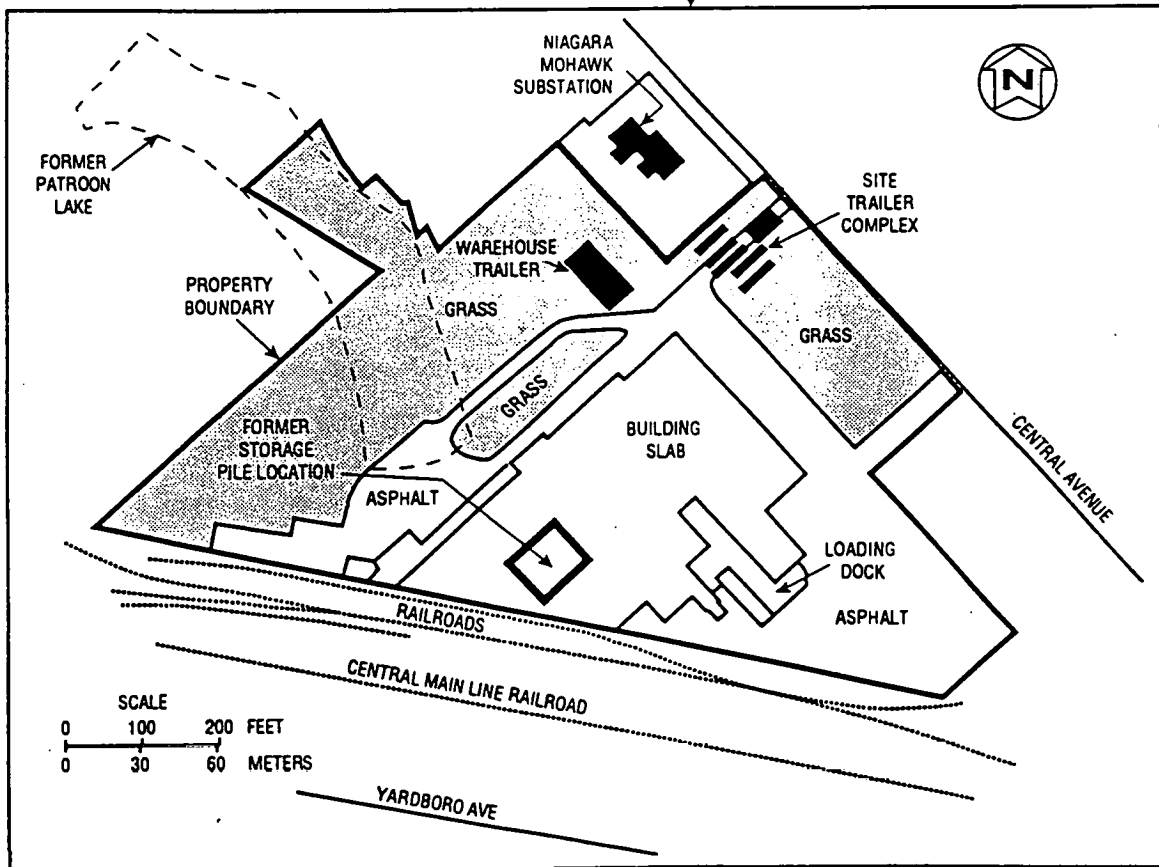 NIAGARA
MOHAWK
SUBSTATION
N
FORMER
PATROON
LAKE
SITE
TRAILER
COMPLEX
WAREHOUSE
TRAILER
PROPERTY
BOUNDARY
GRASS
GRASS
GRASS
FORMER
STORAGE
PILE LOCATION
BUILDING
SLAB
CENTRAL AVENUE
ASPHALT
LOADING
DOCK
ASPHALT
RAILROADS
CENTRAL MAIN LINE RAILROAD
SCALE
0 100 200 FEET
0 30 60 METERS
YARDBORO AVE